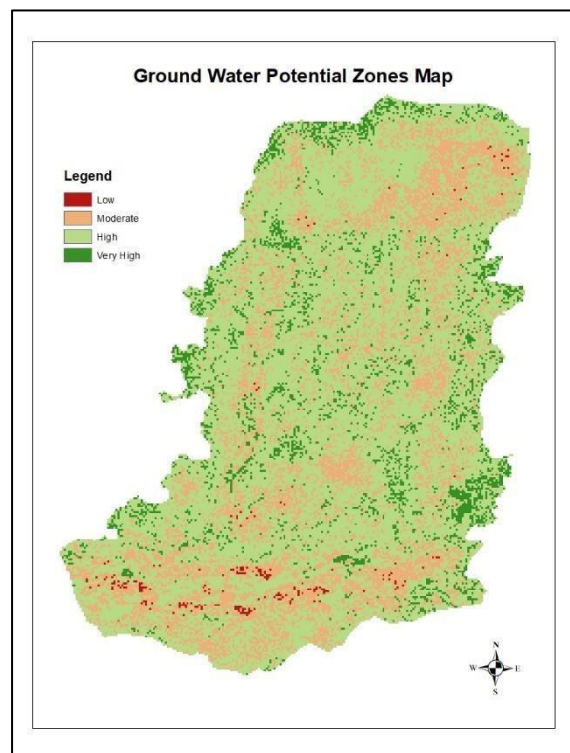 Ground Water Potential Zones Map
Legend
Low
Moderate
High
Very High
N
W E
S